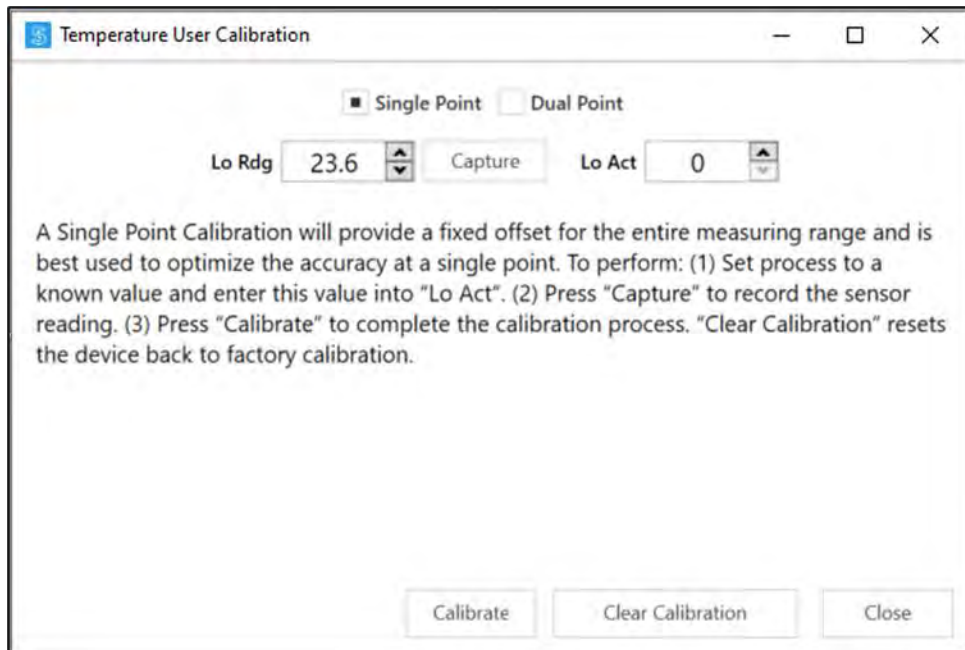 Temperature User Calibration
Single Point Dual Point
Lo Rdg 23.6 Capture Lo Act 0
A Single Point Calibration will provide a fixed offset for the entire measuring range and is
best used to optimize the accuracy at a single point. To perform: (1) Set process to a
known value and enter this value into “Lo Act”. (2) Press “Capture” to record the sensor
reading. (3) Press “Calibrate” to complete the calibration process. “Clear Calibration” resets
the device back to factory calibration.
Calibrate Clear Calibration Close